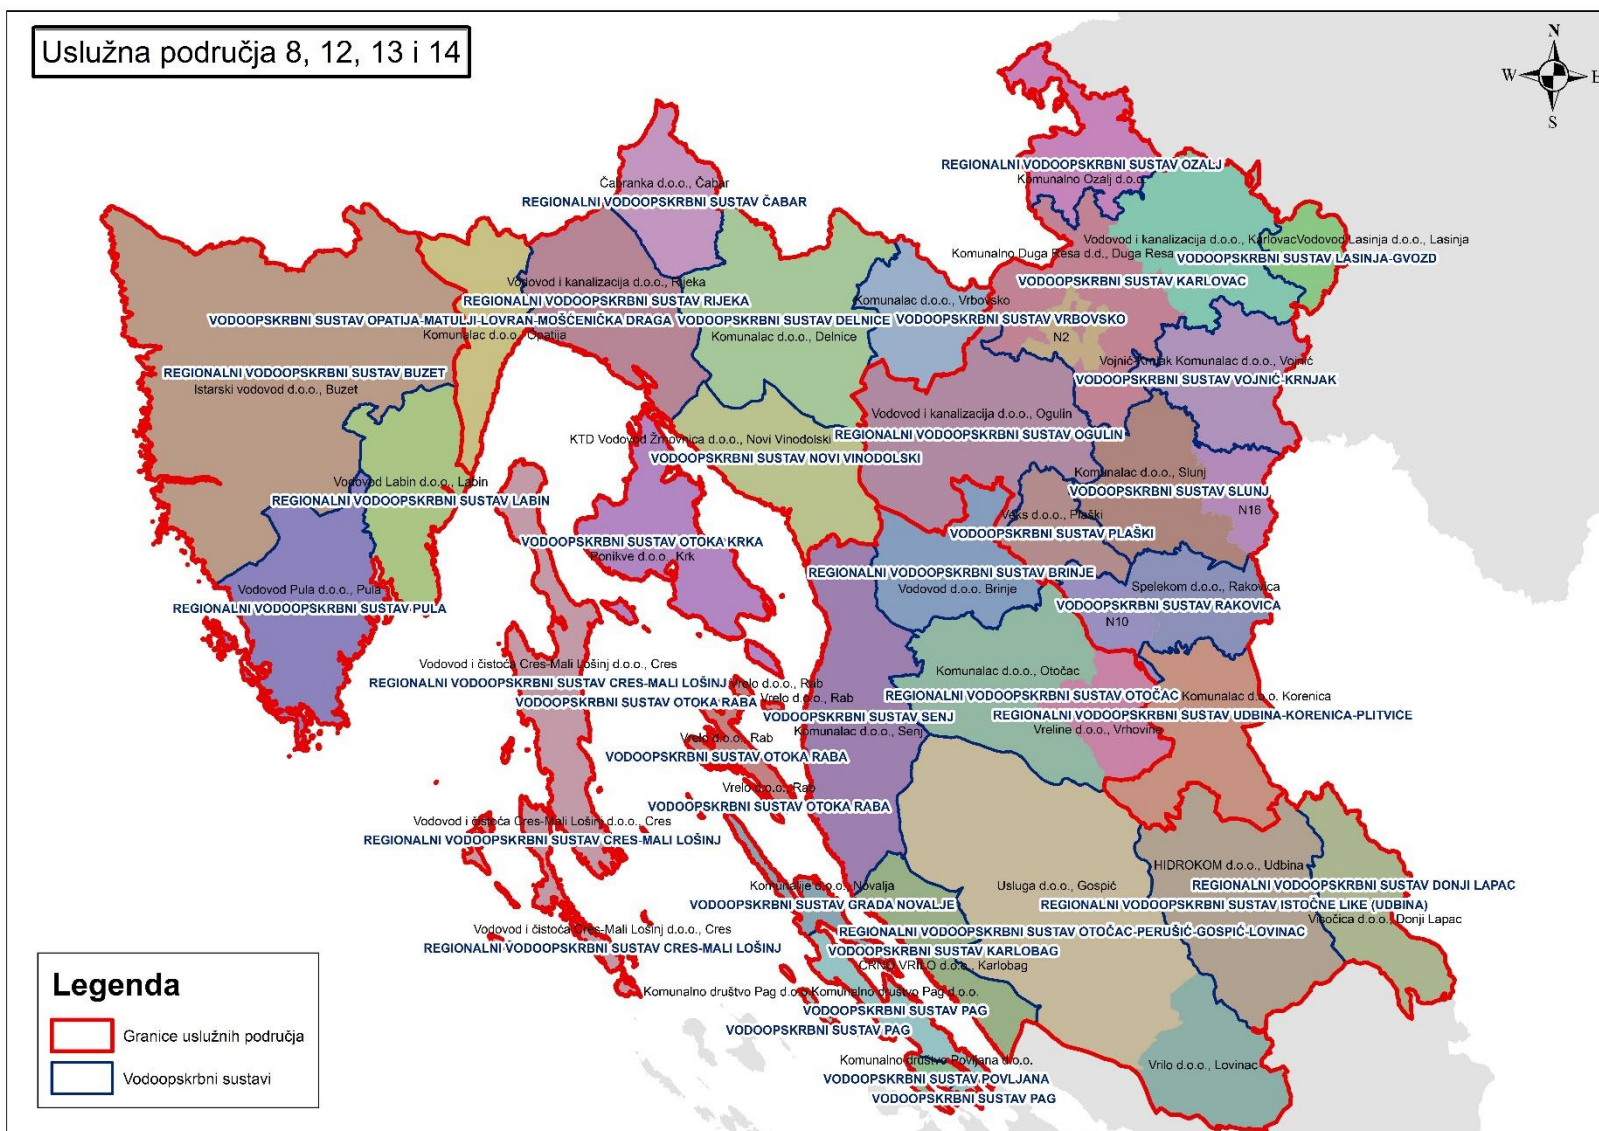 Uslužna područja 8, 12, 13 i 14
N
W
E
S
REGIONALNI VODOOPSKRBNI SUSTAV OZALJ
Komunalno Ozalj d.o.o.
Čabranka d.o.o., Čabar
REGIONALNI VODOOPSKRBNI SUSTAV ČABAR
Vodovod i kanalizacija d.o.o., Karlovac
Vodovod Lasinja d.o.o., Lasinja
Komunalno Duga Resa d.d., Duga Resa
VODOOPSKRBNI SUSTAV LASINJA-GVOZD
VODOOPSKRBNI SUSTAV KARLOVAC
Vodovod i kanalizacija d.o.o., Rijeka
REGIONALNI VODOOPSKRBNI SUSTAV RIJEKA
Komunalac d.o.o., Vrbovsko
VODOOPSKRBNI SUSTAV OPATIJA-MATULJI-LOVRAN-MOŠĆENIČKA DRAGA
VODOOPSKRBNI SUSTAV DELNICE
VODOOPSKRBNI SUSTAV VRBOVSKO
Komunalac d.o.o., Opatija
Komunalac d.o.o., Delnice
N2
Vojnić-Krnjak Komunalac d.o.o., Vojnić
VODOOPSKRBNI SUSTAV VOJNIĆ-KRNJAK
REGIONALNI VODOOPSKRBNI SUSTAV BUZET
Istarski vodovod d.o.o., Buzet
Vodovod i kanalizacija d.o.o., Ogulin
REGIONALNI VODOOPSKRBNI SUSTAV OGULIN
KTD Vodovod Žrnovnica d.o.o., Novi Vinodolski
VODOOPSKRBNI SUSTAV NOVI VINODOLSKI
Komunalac d.o.o., Slunj
VODOOPSKRBNI SUSTAV SLUNJ
N16
Vodovod Labin d.o.o., Labin
REGIONALNI VODOOPSKRBNI SUSTAV LABIN
Veks d.o.o., Plaški
VODOOPSKRBNI SUSTAV PLAŠKI
VODOOPSKRBNI SUSTAV OTOKA KRKA
Ponikve d.o.o., Krk
REGIONALNI VODOOPSKRBNI SUSTAV BRINJE
Vodovod d.o.o. Brinje
Spelekom d.o.o., Rakovica
VODOOPSKRBNI SUSTAV RAKOVICA
N10
Vodovod Pula d.o.o., Pula
REGIONALNI VODOOPSKRBNI SUSTAV PULA
Vodovod i čistoća Cres-Mali Lošinj d.o.o., Cres
REGIONALNI VODOOPSKRBNI SUSTAV CRES-MALI LOŠINJ
Vrelo d.o.o., Rab
VODOOPSKRBNI SUSTAV OTOKA RABA
Vrelo d.o.o., Rab
VODOOPSKRBNI SUSTAV SENJ
Komunalac d.o.o., Senj
Komunalac d.o.o., Otočac
REGIONALNI VODOOPSKRBNI SUSTAV OTOČAC
Komunalac d.o.o. Korenica
REGIONALNI VODOOPSKRBNI SUSTAV UDBINA-KORENICA-PLITVICE
Vreline d.o.o., Vrhovine
Vrelo d.o.o., Rab
VODOOPSKRBNI SUSTAV OTOKA RABA
Vrelo d.o.o., Rab
VODOOPSKRBNI SUSTAV OTOKA RABA
Vodovod i čistoća Cres-Mali Lošinj d.o.o., Cres
REGIONALNI VODOOPSKRBNI SUSTAV CRES-MALI LOŠINJ
HIDROKOM d.o.o., Udbina
REGIONALNI VODOOPSKRBNI SUSTAV DONJI LAPAC
Komunalije d.o.o., Novalja
VODOOPSKRBNI SUSTAV GRADA NOVALJE
Usluga d.o.o., Gospić
REGIONALNI VODOOPSKRBNI SUSTAV ISTOČNE LIKE (UDBINA)
Visočica d.o.o., Donji Lapac
REGIONALNI VODOOPSKRBNI SUSTAV OTOČAC-PERUŠIĆ-GOSPIĆ-LOVINAC
Vodovod i čistoća Cres-Mali Lošinj d.o.o., Cres
REGIONALNI VODOOPSKRBNI SUSTAV CRES-MALI LOŠINJ
VODOOPSKRBNI SUSTAV KARLOBAG
CRNO VRILO d.o.o., Karlobag
Komunalno društvo Pag d.o.o.
Komunalno društvo Pag d.o.o.
VODOOPSKRBNI SUSTAV PAG
VODOOPSKRBNI SUSTAV PAG
Komunalno društvo Povljana d.o.o.
VODOOPSKRBNI SUSTAV POVLJANA
VODOOPSKRBNI SUSTAV PAG
Vrilo d.o.o., Lovinac
Legenda
Granice uslužnih područja
Vodoopskrbni sustavi